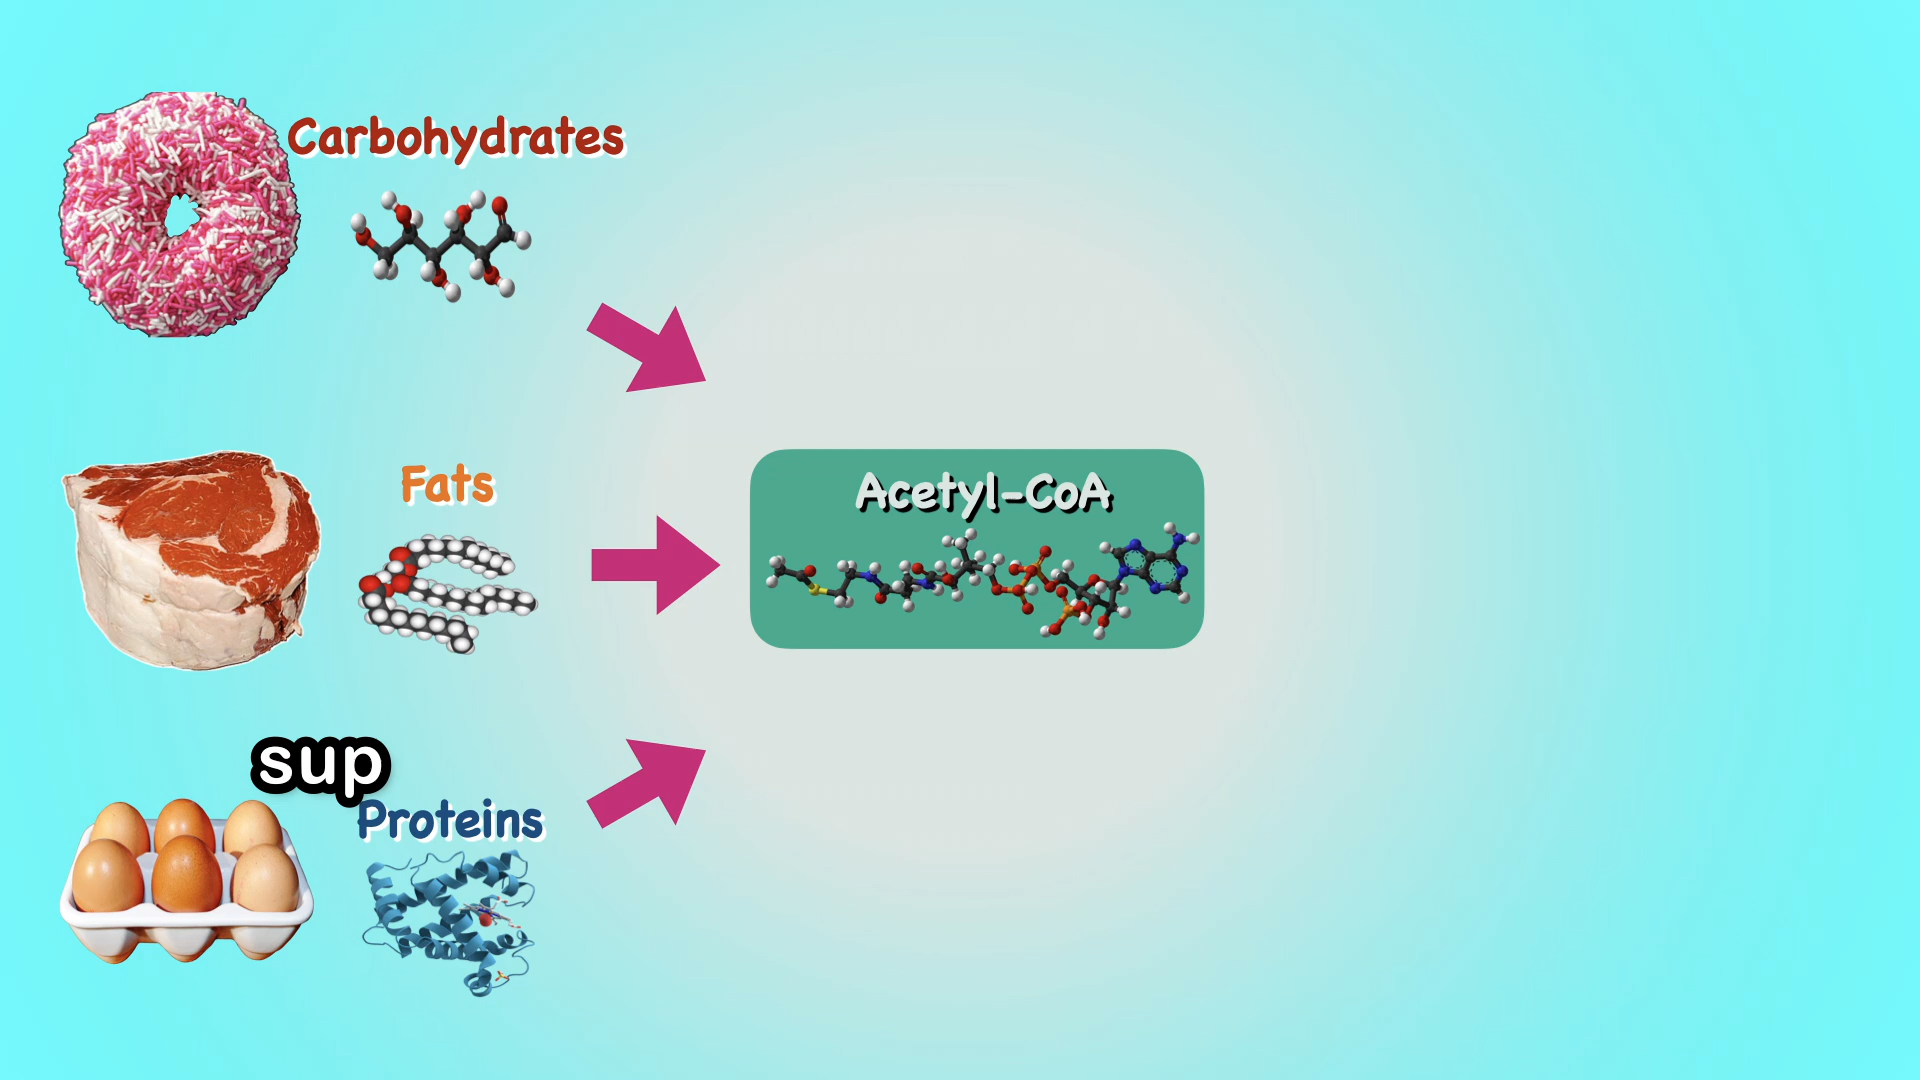 Carbohydrates
Fats
Acetyl-CoA
sup
Proteins